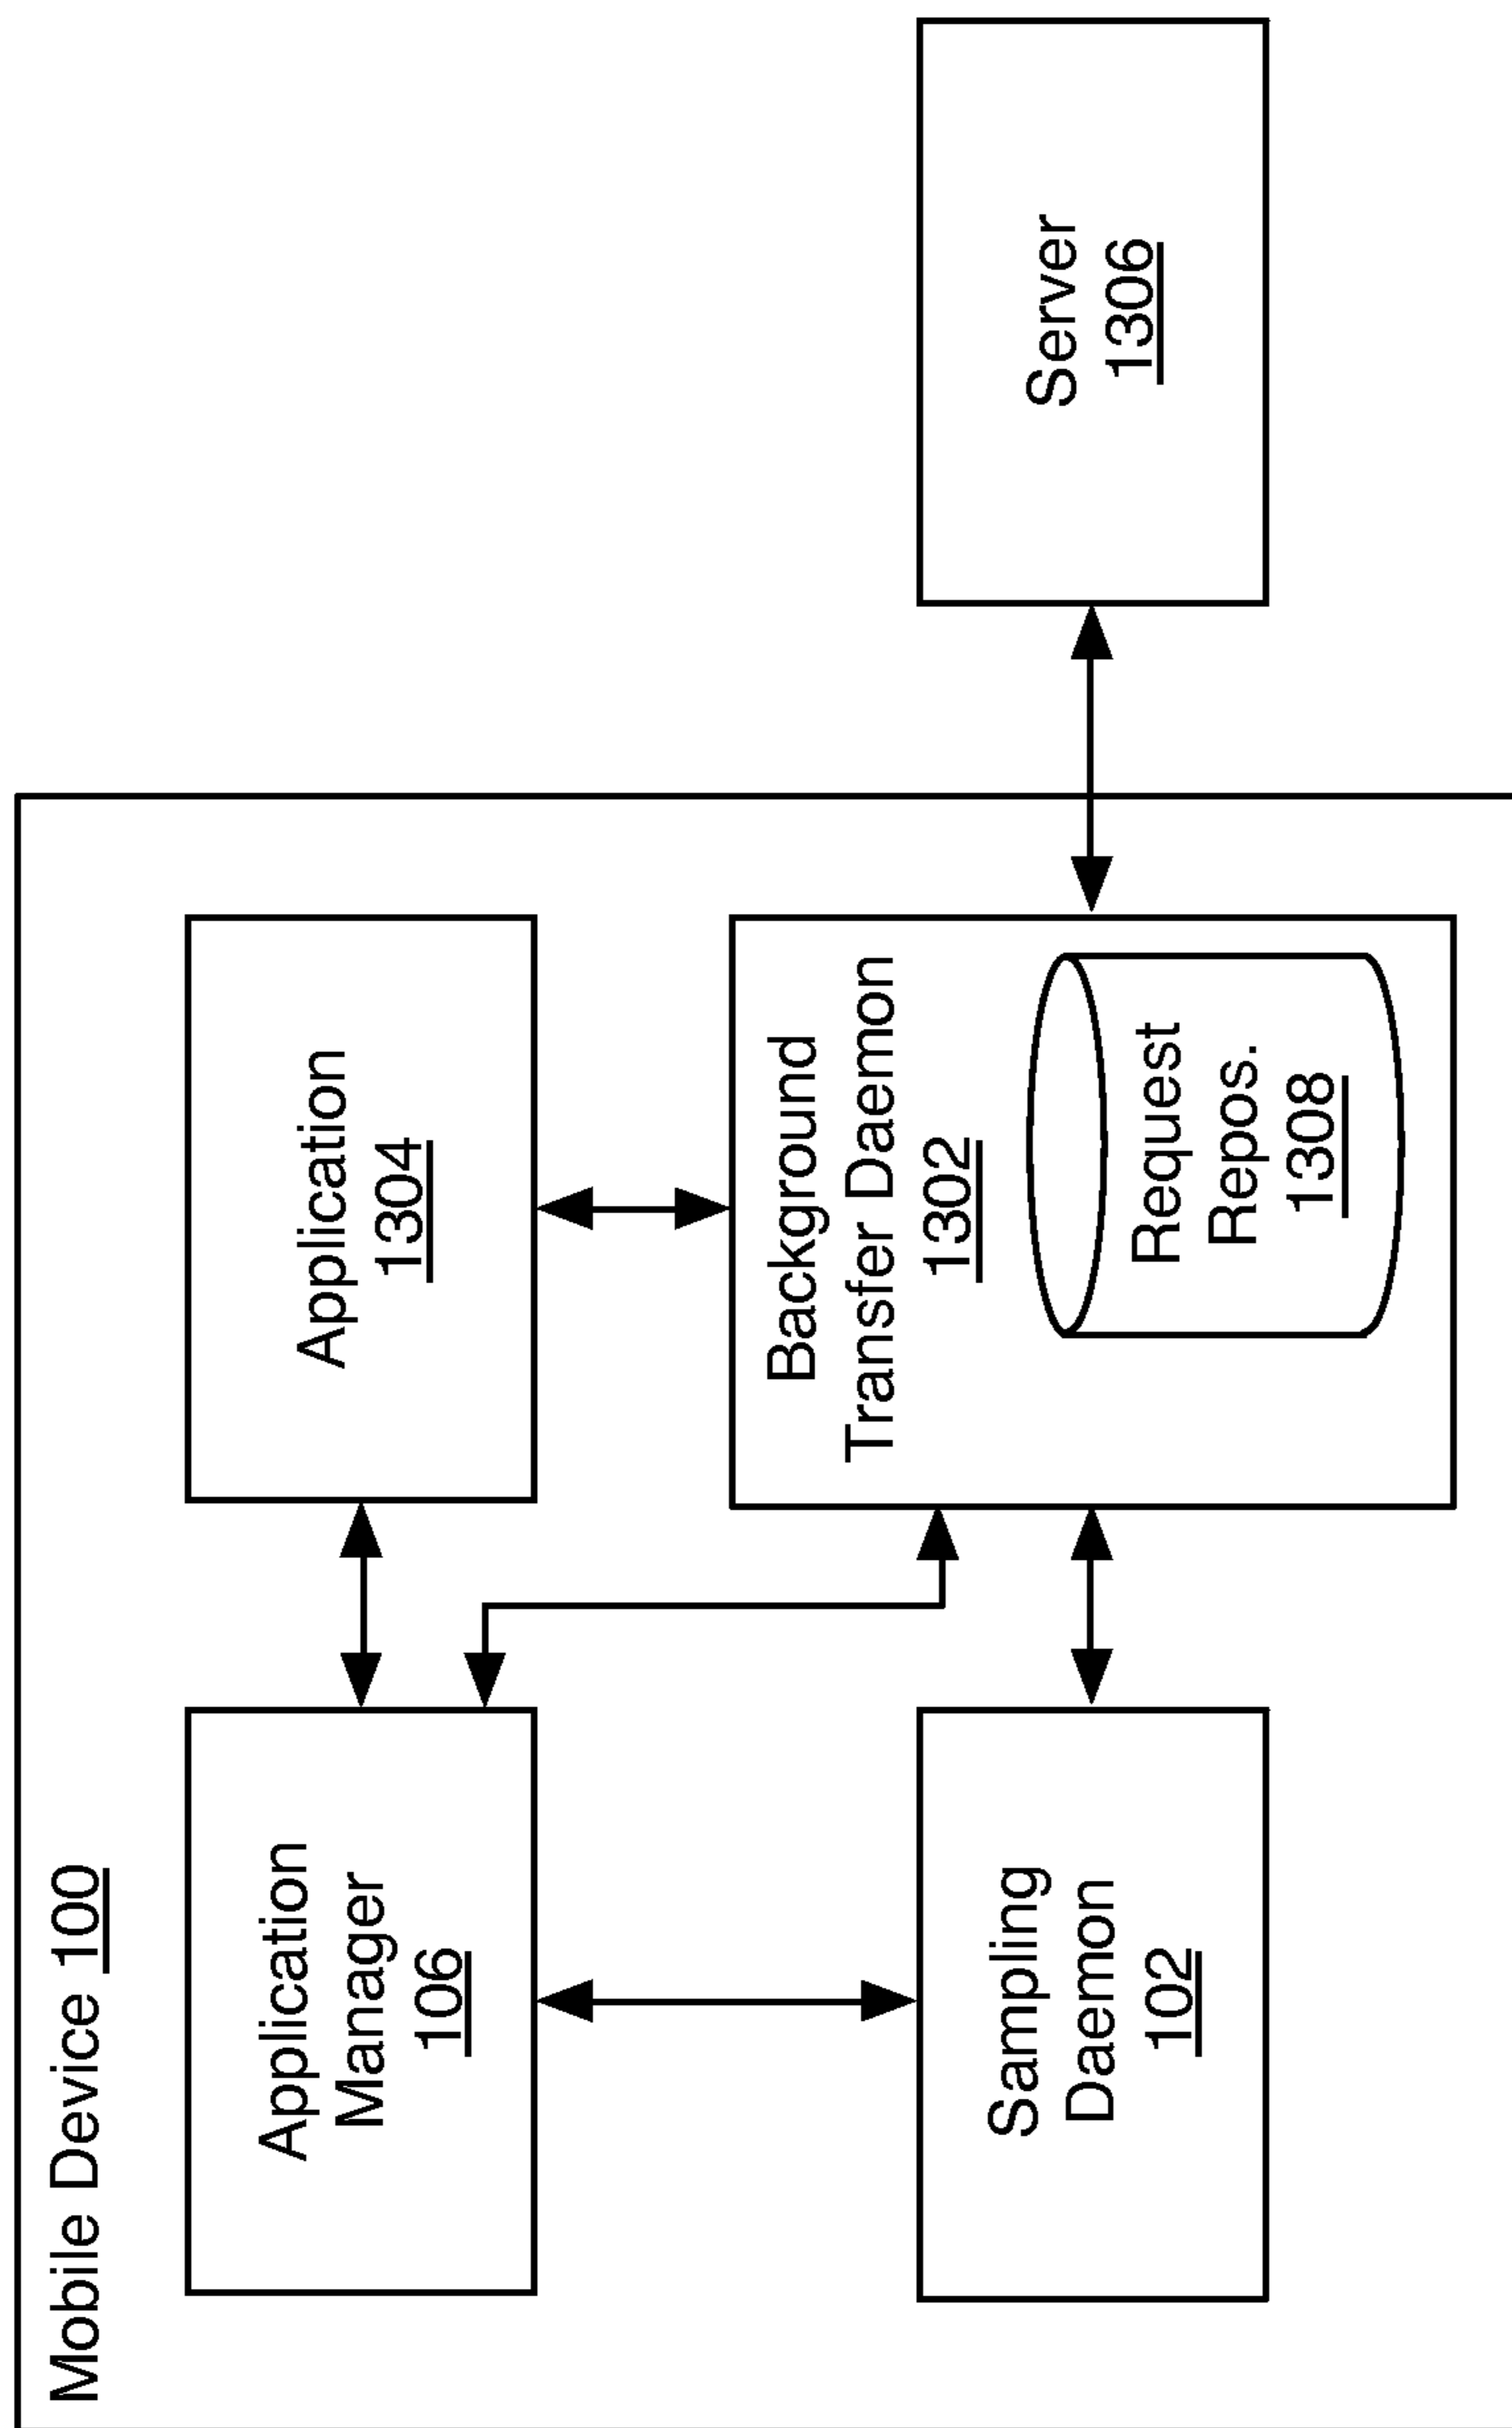 Mobile Device 100
Application
Manager
106
Application
1304
Sampling
Daemon
102
Background
Transfer Daemon
1302
Request
Repos.
1308
Server
1306